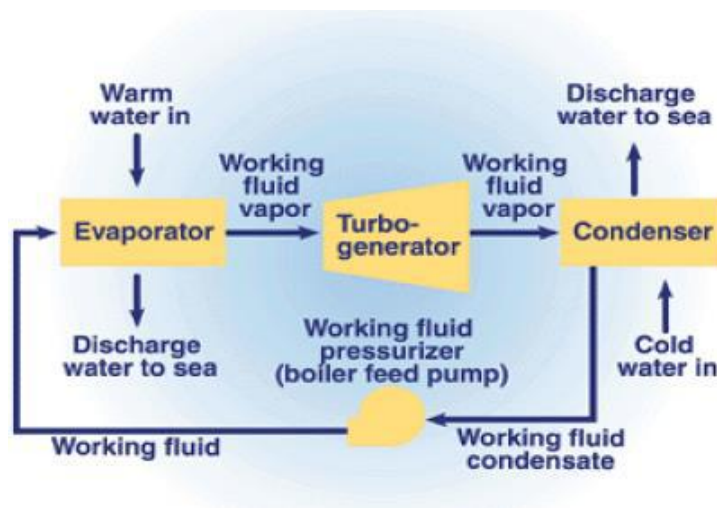 Warm
water in
Discharge
water to sea
Working
fluid
vapor
Working
fluid
vapor
Evaporator
Turbo-
generator
Condenser
Discharge
water to sea
Working fluid
pressurizer
(boiler feed pump)
Cold
water in
Working fluid
Working fluid
condensate